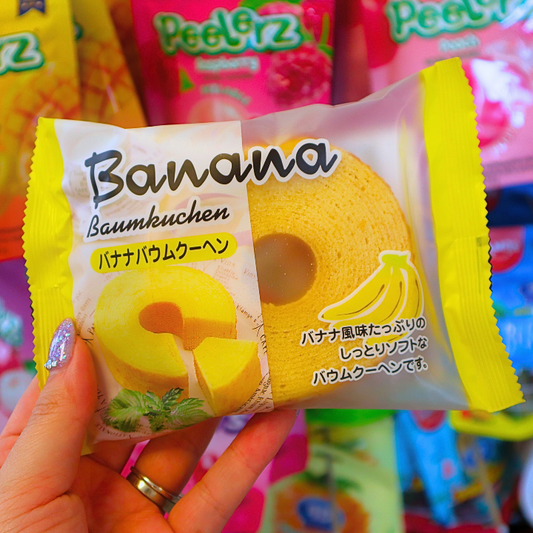 PeelerZ
Raspberry
PeelerZ
Banana
Baumkuchen
バナナバウムクーヘン
バナナ風味たっぷりの
しっとりソフトな
バウムクーヘンです。
PeelerZ